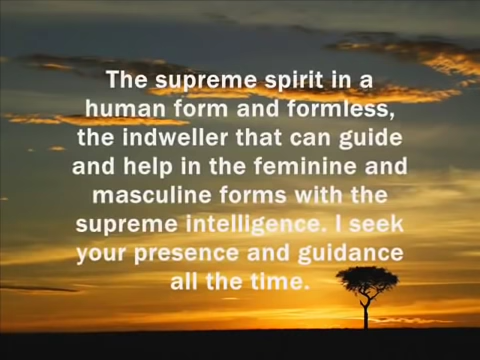 The supreme spirit in a
human form and formless,
the indweller that can guide
and help in the feminine and
masculine forms with the
supreme intelligence. I seek
your presence and guidance
all the time.